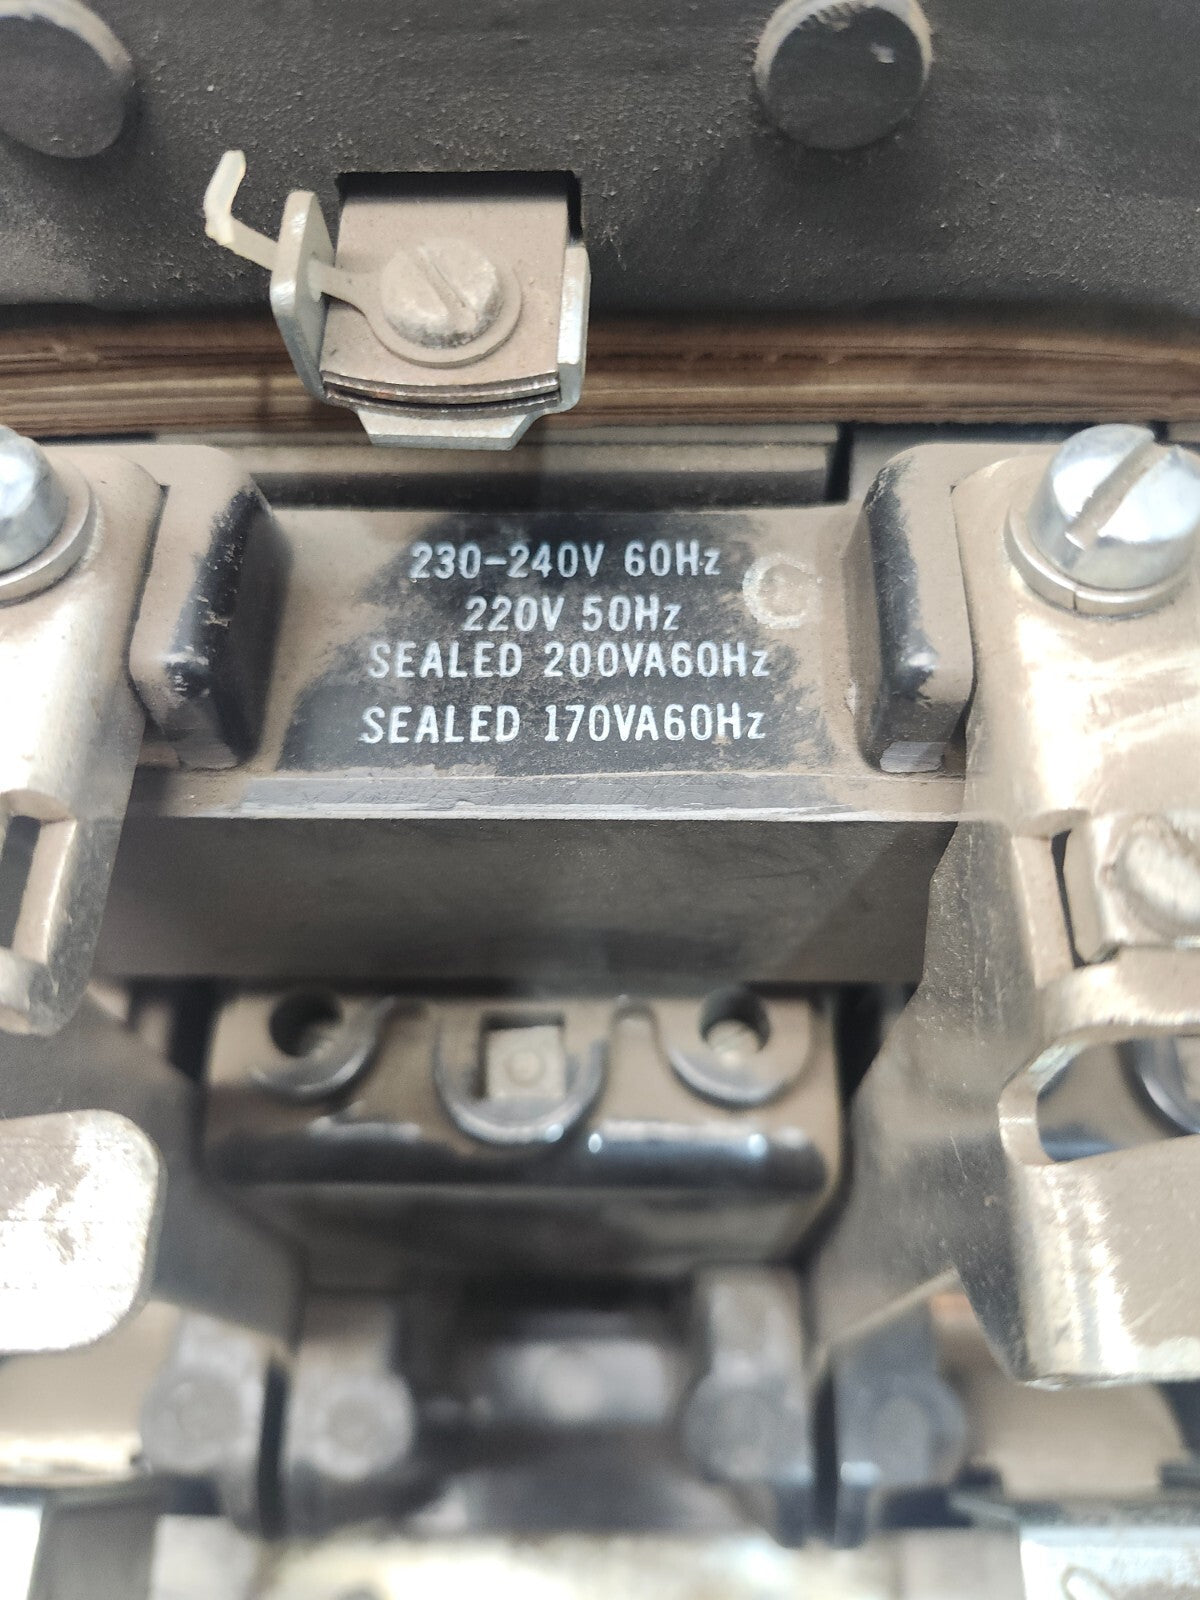 230-240V 60Hz
C
220V 50Hz
SEALED 200VA60Hz
SEALED 170VA60Hz